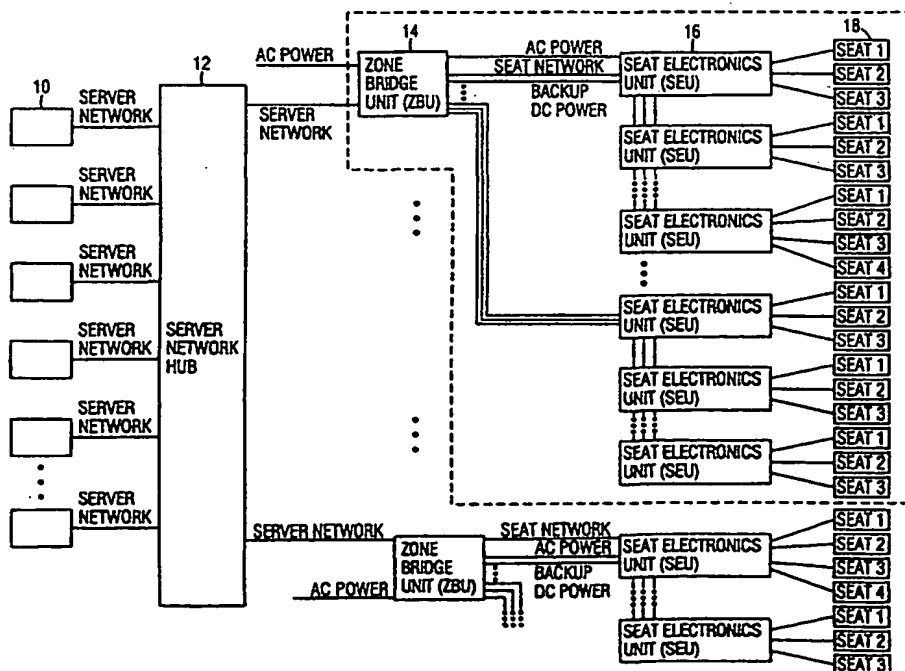 10
SERVER
NETWORK
SERVER
NETWORK
SERVER
NETWORK
SERVER
NETWORK
SERVER
NETWORK
SERVER
NETWORK
12
SERVER
NETWORK
HUB
AC POWER
SERVER
NETWORK
14
ZONE
BRIDGE
UNIT (ZBU)
AC POWER
SEAT NETWORK
BACKUP
DC POWER
16
18
SEAT ELECTRONICS
UNIT (SEU)
SEAT 1
SEAT 2
SEAT 3
SEAT ELECTRONICS
UNIT (SEU)
SEAT 1
SEAT 2
SEAT 3
SEAT ELECTRONICS
UNIT (SEU)
SEAT 1
SEAT 2
SEAT 3
SEAT 4
SEAT ELECTRONICS
UNIT (SEU)
SEAT 1
SEAT 2
SEAT 3
SEAT ELECTRONICS
UNIT (SEU)
SEAT 1
SEAT 2
SEAT 3
SEAT ELECTRONICS
UNIT (SEU)
SEAT 1
SEAT 2
SEAT 3
SERVER NETWORK
AC POWER
ZONE
BRIDGE
UNIT (ZBU)
SEAT NETWORK
AC POWER
BACKUP
DC POWER
SEAT ELECTRONICS
UNIT (SEU)
SEAT 1
SEAT 2
SEAT 3
SEAT 4
SEAT ELECTRONICS
UNIT (SEU)
SEAT 1
SEAT 2
SEAT 3